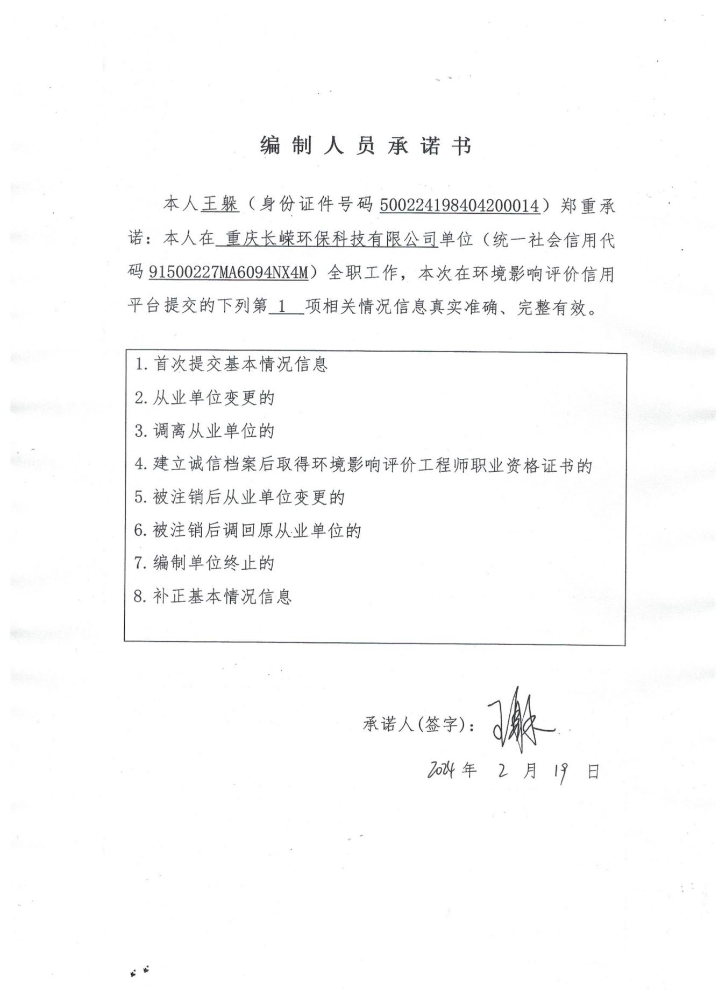 编制人员承诺书
本人王躲（身份证件号码500224198404200014）郑重承
诺：本人在 重庆长嵘环保科技有限公司单位（统一社会信用代
码91500227MA6094NX4M）全职工作，本次在环境影响评价信用
平台提交的下列第 1 项相关情况信息真实准确、完整有效。
1.首次提交基本情况信息
2.从业单位变更的
3.调离从业单位的
4.建立诚信档案后取得环境影响评价工程师职业资格证书的
5.被注销后从业单位变更的
6.被注销后调回原从业单位的
7.编制单位终止的
8.补正基本情况信息
承诺人(签字)：王躲
2024年 2 月 19 日